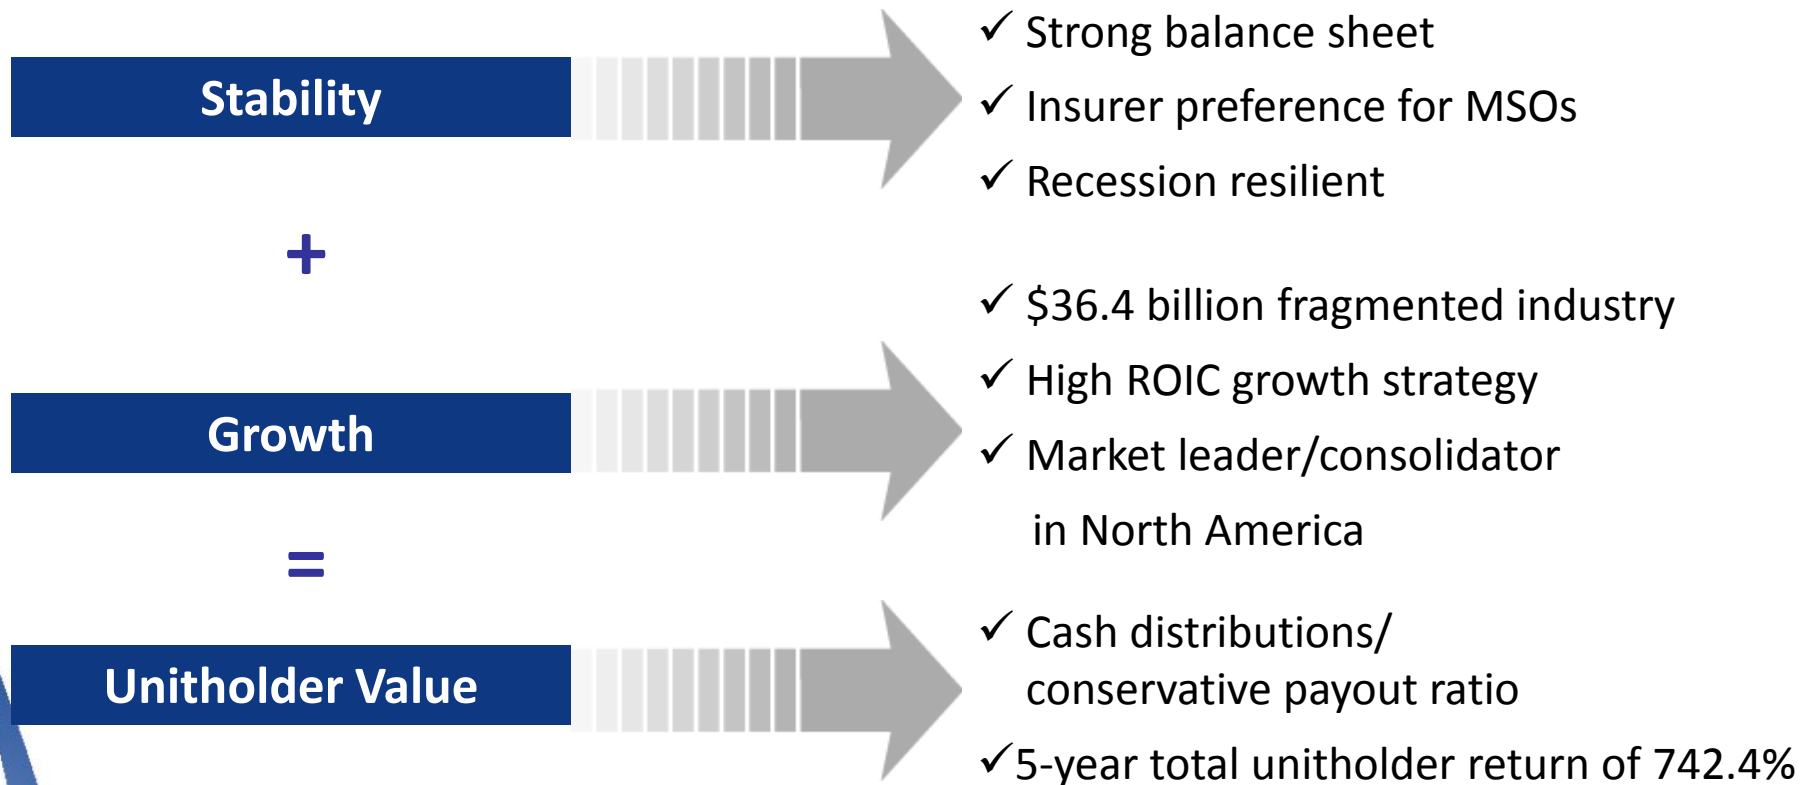 Stability
✓ Strong balance sheet
✓ Insurer preference for MSOs
✓ Recession resilient
+
Growth
✓ $36.4 billion fragmented industry
✓ High ROIC growth strategy
✓ Market leader/consolidator
in North America
=
Unitholder Value
✓ Cash distributions/
conservative payout ratio
✓5-year total unitholder return of 742.4%